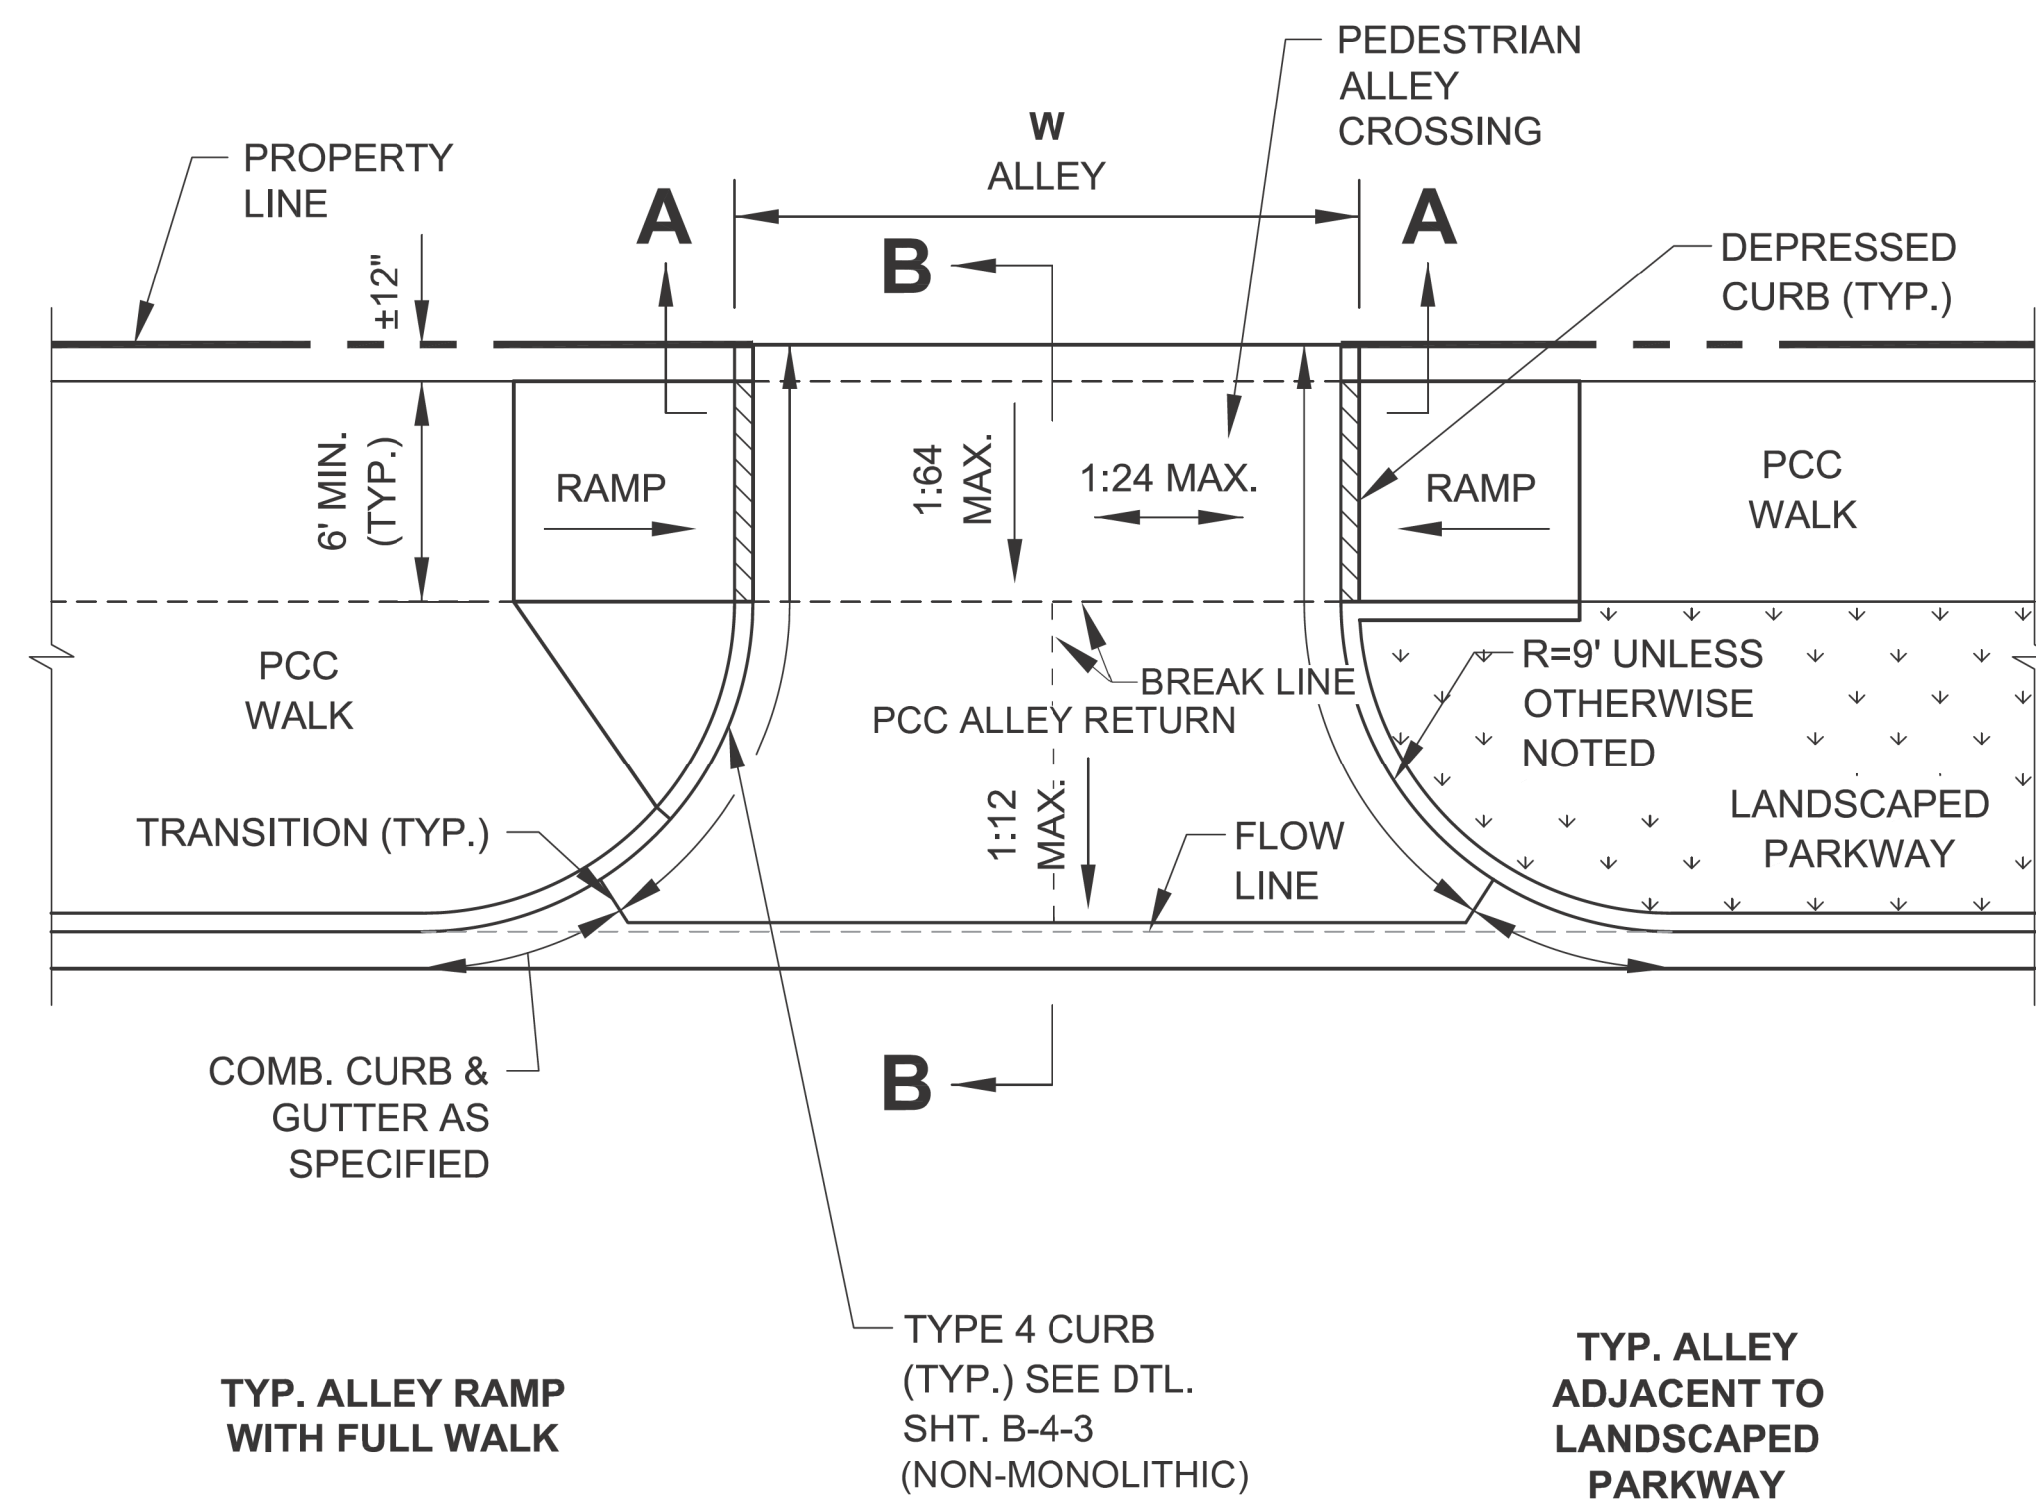 PEDESTRIAN
ALLEY
CROSSING
W
ALLEY
PROPERTY
LINE
A
A
B
DEPRESSED
CURB (TYP.)
±12"
6' MIN.
(TYP.)
RAMP
1:64
MAX.
1:24 MAX.
RAMP
PCC
WALK
PCC
WALK
BREAK LINE
PCC ALLEY RETURN
R=9' UNLESS
OTHERWISE
NOTED
TRANSITION (TYP.)
1:12
MAX.
FLOW
LINE
LANDSCAPED
PARKWAY
COMB. CURB &
GUTTER AS
SPECIFIED
B
TYPE 4 CURB
(TYP.) SEE DTL.
SHT. B-4-3
(NON-MONOLITHIC)
TYP. ALLEY RAMP
WITH FULL WALK
TYP. ALLEY
ADJACENT TO
LANDSCAPED
PARKWAY